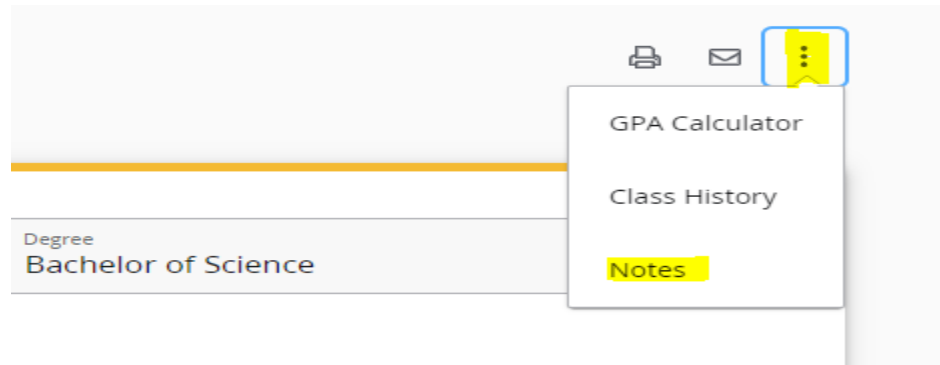 GPA Calculator
Class History
Degree
Bachelor of Science
Notes